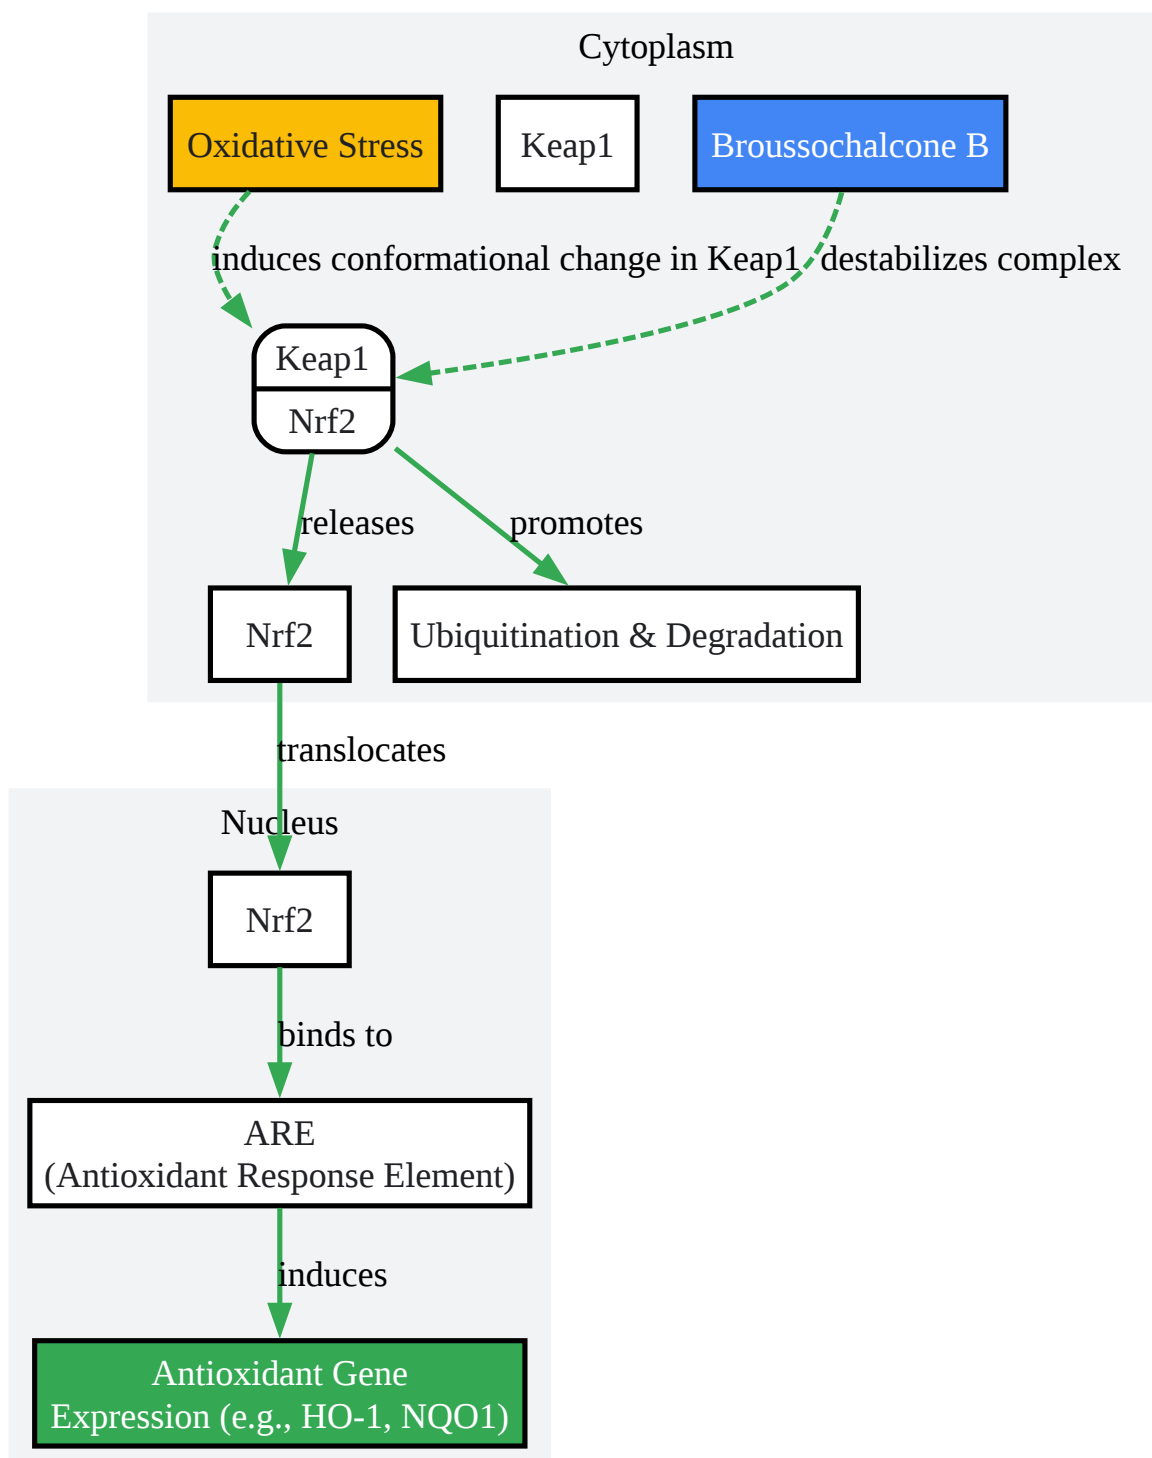 Cytoplasm
Oxidative Stress
Keap1
Broussochalcone B
induces conformational change in Keap1
destabilizes complex
Keap1
Nrf2
releases
promotes
Nrf2
Ubiquitination & Degradation
translocates
Nucleus
Nrf2
binds to
ARE
(Antioxidant Response Element)
induces
Antioxidant Gene
Expression (e.g., HO-1, NQO1)